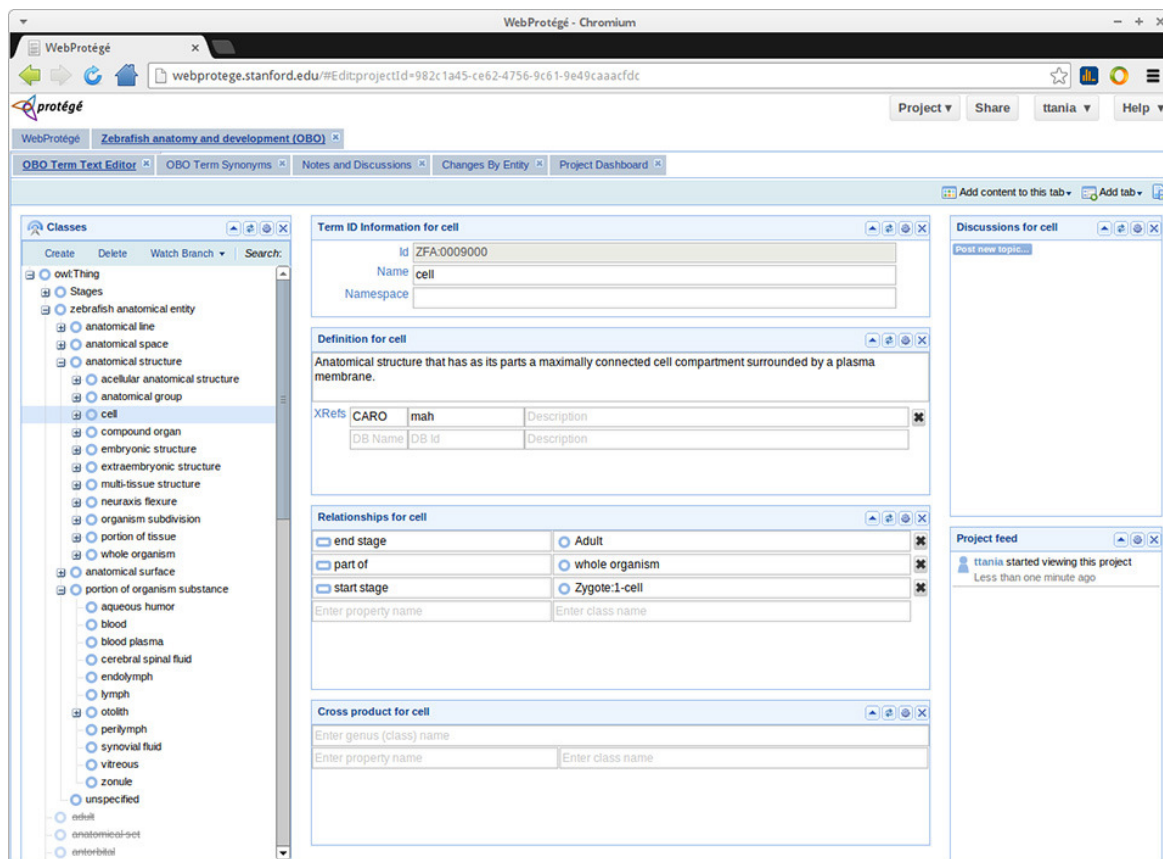 WebProtégé - Chromium
WebProtégé
webprotege.stanford.edu/#Edit:projectId=982c1a45-ce62-4756-9c61-9e49caaacfdc
protégé
Project Share ttania Help
WebProtégé Zebrafish anatomy and development (OBO)
OBO Term Text Editor OBO Term Synonyms Notes and Discussions Changes By Entity Project Dashboard
Add content to this tab Add tab
Classes
Create Delete Watch Branch Search:
owl:Thing
Stages
zebrafish anatomical entity
anatomical line
anatomical space
anatomical structure
acellular anatomical structure
anatomical group
cell
compound organ
embryonic structure
extraembryonic structure
multi-tissue structure
neuraxis flexure
organism subdivision
portion of tissue
whole organism
anatomical surface
portion of organism substance
aqueous humor
blood
blood plasma
cerebral spinal fluid
endolymph
lymph
otolith
perilymph
synovial fluid
vitreous
zonule
unspecified
adult
anatomical set
antorbital
Term ID Information for cell
Id ZFA:0009000
Name cell
Namespace
Definition for cell
Anatomical structure that has as its parts a maximally connected cell compartment surrounded by a plasma
membrane.
XRefs CARO mah Description
DB Name DB Id Description
Relationships for cell
end stage Adult
part of whole organism
start stage Zygote:1-cell
Enter property name Enter class name
Cross product for cell
Enter genus (class) name
Enter property name Enter class name
Discussions for cell
Post new topic...
Project feed
ttania started viewing this project
Less than one minute ago